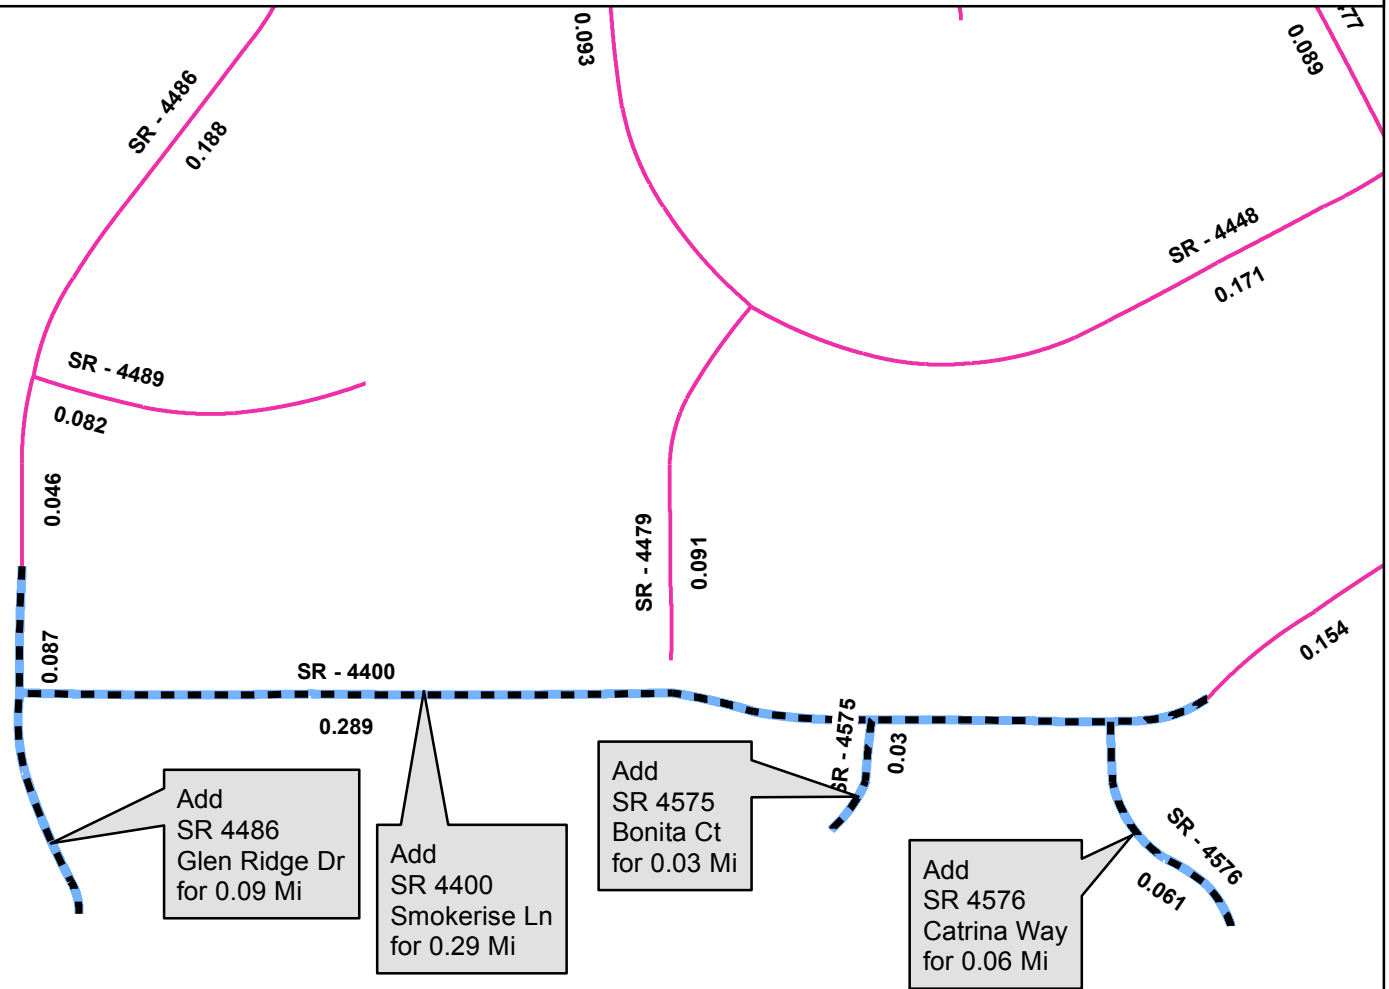 SR - 4486
0.188
0.093
77
0.089
SR - 4448
0.171
SR - 4489
0.082
0.046
SR - 4479
0.091
0.087
SR - 4400
0.289
0.154
SR - 4575
0.03
SR - 4576
0.061
Add
SR 4486
Glen Ridge Dr
for 0.09 Mi
Add
SR 4400
Smokerise Ln
for 0.29 Mi
Add
SR 4575
Bonita Ct
for 0.03 Mi
Add
SR 4576
Catrina Way
for 0.06 Mi